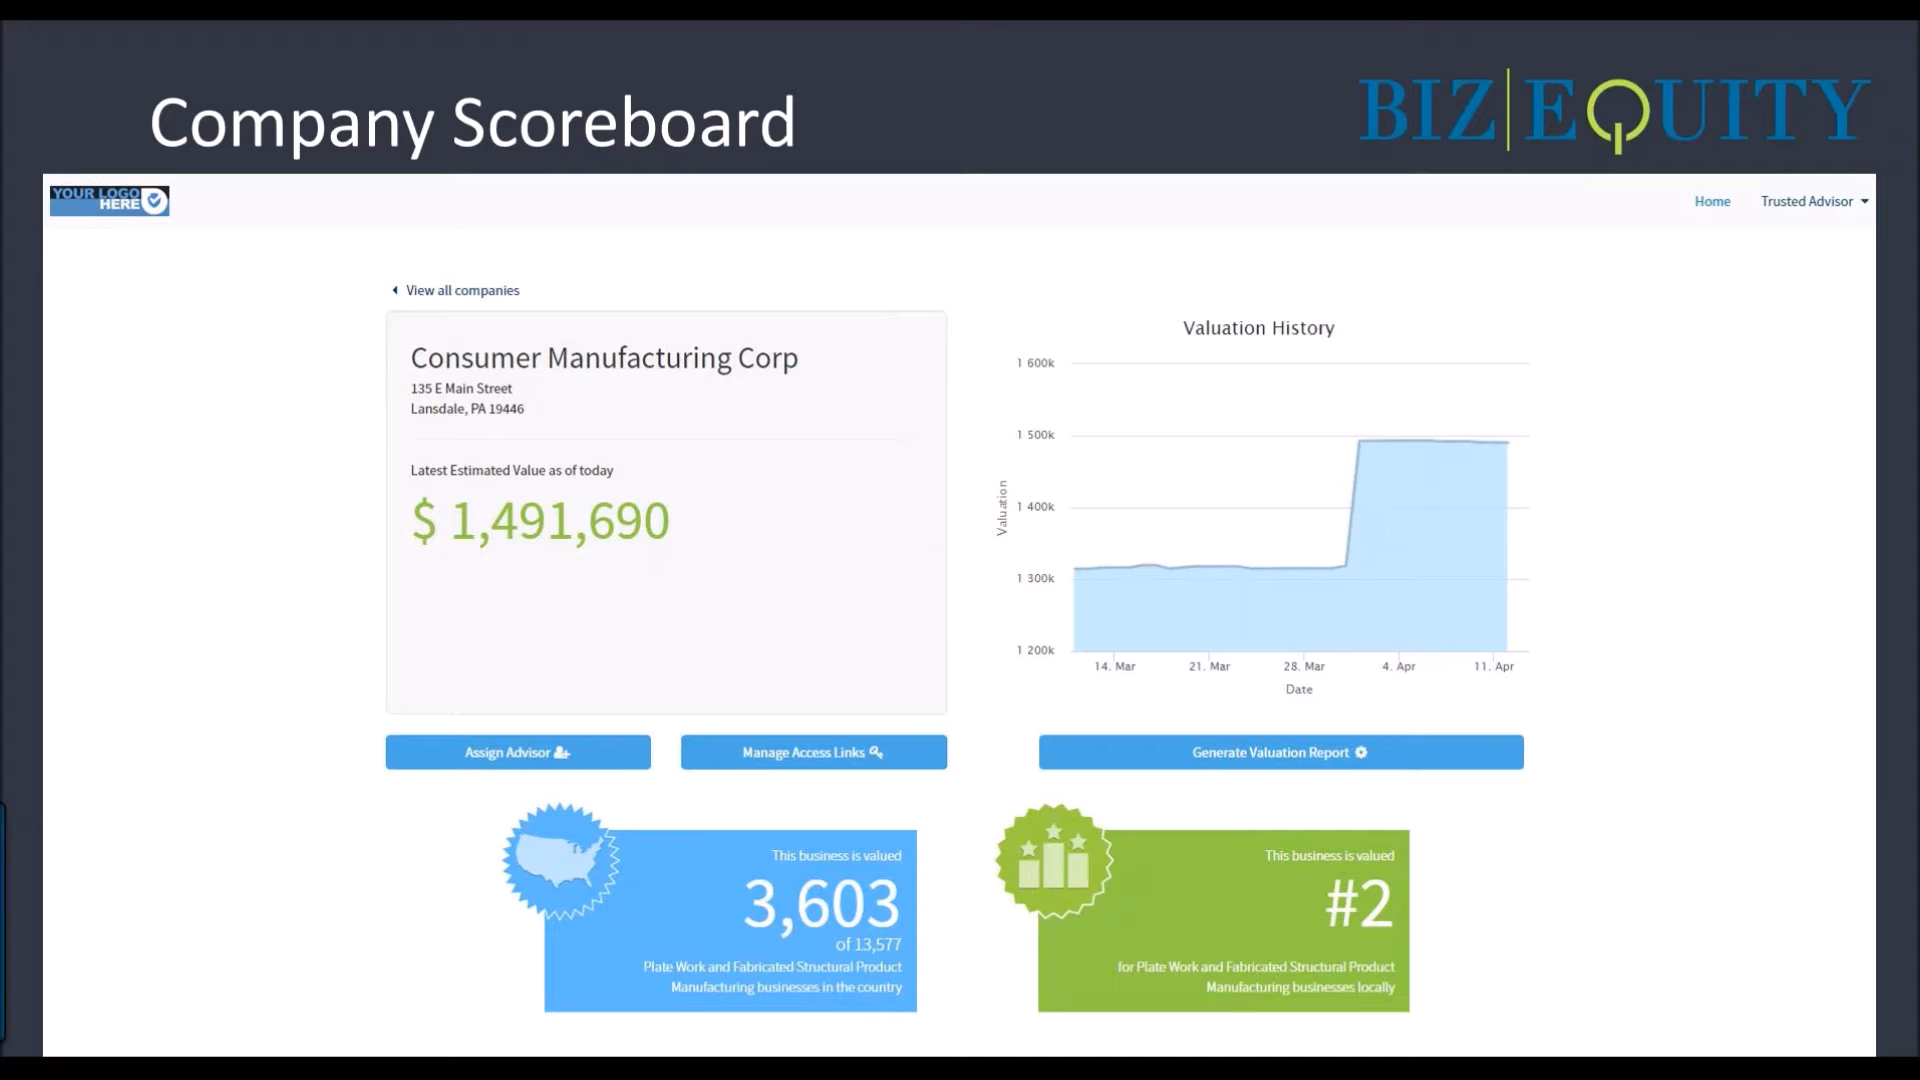 Company Scoreboard
BIZ|EQUITY
YOUR LOGO
HERE
Home
Trusted Advisor
View all companies
Consumer Manufacturing Corp
135 E Main Street
Lansdale, PA 19446
Latest Estimated Value as of today
$ 1,491,690
Valuation History
1 600k
1 500k
1 400k
1 300k
1 200k
Valuation
14. Mar
21. Mar
28. Mar
4. Apr
11. Apr
Date
Assign Advisor
Manage Access Links
Generate Valuation Report
This business is valued
3,603
of 13,577
Plate Work and Fabricated Structural Product
Manufacturing businesses in the country
This business is valued
#2
for Plate Work and Fabricated Structural Product
Manufacturing businesses locally